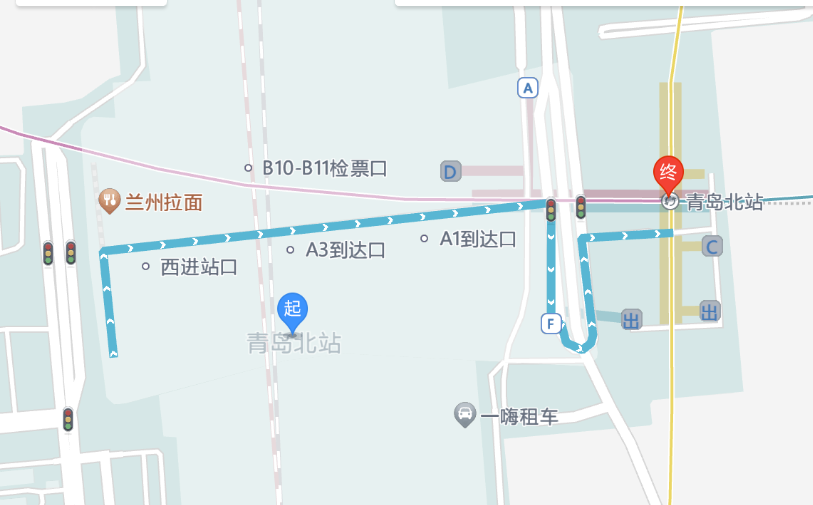 A
B10-B11检票口
D
终
兰州拉面
青岛北站
A1到达口
A3到达口
C
西进站口
起
出
出
F
青岛北站
一嗨租车